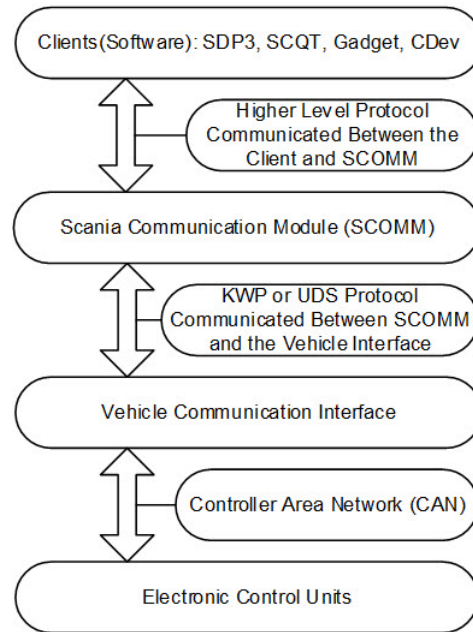 Clients(Software): SDP3, SCQT, Gadget, CDev
Higher Level Protocol
Communicated Between the
Client and SCOMM
Scania Communication Module (SCOMM)
KWP or UDS Protocol
Communicated Between SCOMM
and the Vehicle Interface
Vehicle Communication Interface
Controller Area Network (CAN)
Electronic Control Units